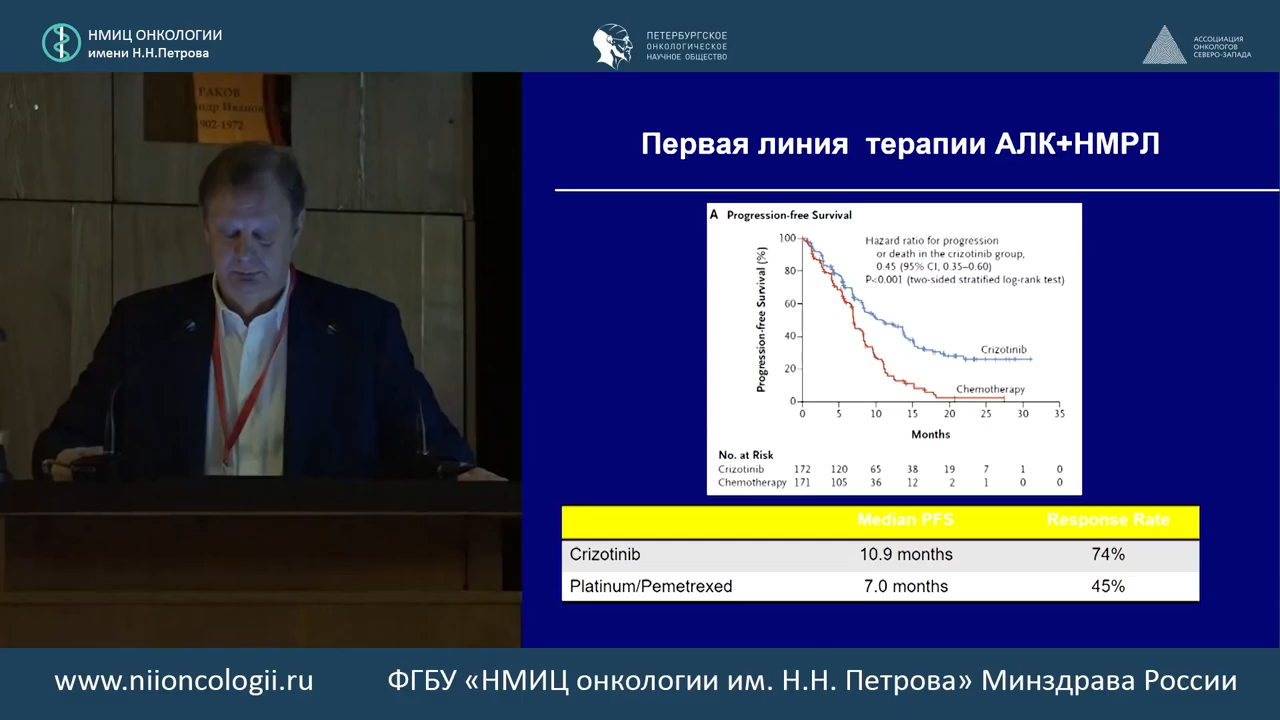 НМИЦ ОНКОЛОГИИ
имени Н.Н.Петрова
ПЕТЕРБУРГСКОЕ
ОНКОЛОГИЧЕСКОЕ
НАУЧНОЕ ОБЩЕСТВО
АССОЦИАЦИЯ
ОНКОЛОГОВ
СЕВЕРО-ЗАПАДА
РАКОВ
ндр Иванов
902-1972
Первая линия терапии АЛК+НМРЛ
A Progression-free Survival
Progression-free Survival (%)
100
80
60
40
20
0
Hazard ratio for progression
or death in the crizotinib group,
0.45 (95% CI, 0.35–0.60)
P<0.001 (two-sided stratified log-rank test)
Crizotinib
Chemotherapy
0 5 10 15 20 25 30 35
Months
No. at Risk
Crizotinib 172 120 65 38 19 7 1 0
Chemotherapy 171 105 36 12 2 1 0 0
Median PFS Response Rate
Crizotinib 10.9 months 74%
Platinum/Pemetrexed 7.0 months 45%
www.niioncologii.ru ФГБУ «НМИЦ онкологии им. Н.Н. Петрова» Минздрава России